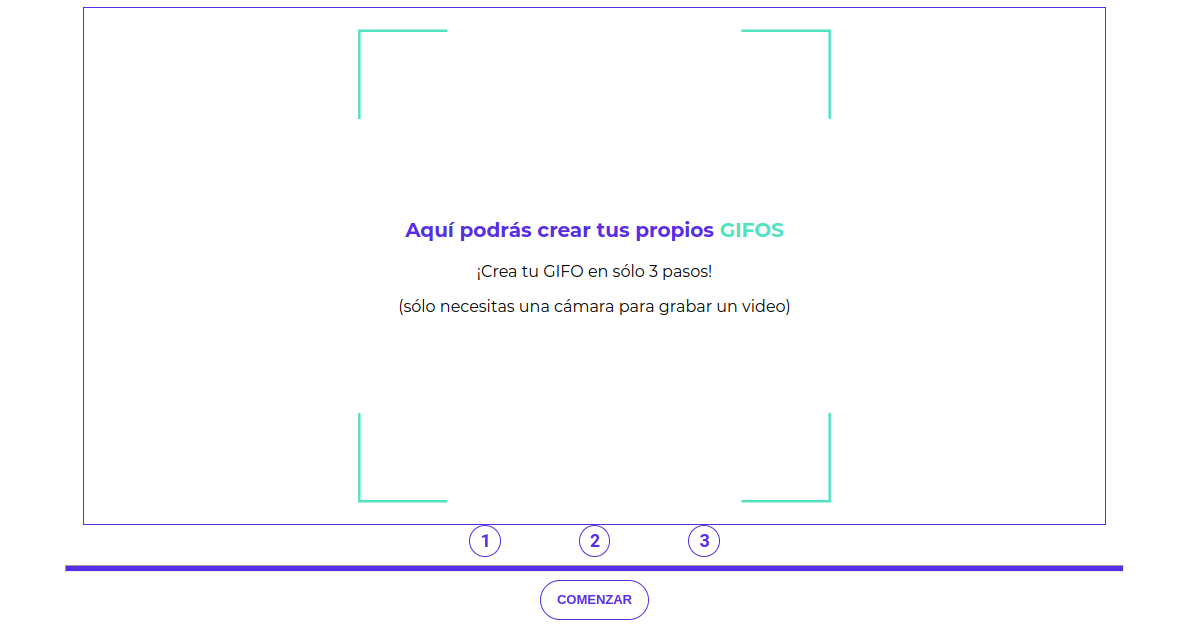 Aquí podrás crear tus propios GIFOS
¡Crea tu GIFO en sólo 3 pasos!
(sólo necesitas una cámara para grabar un video)
1 2 3
COMENZAR